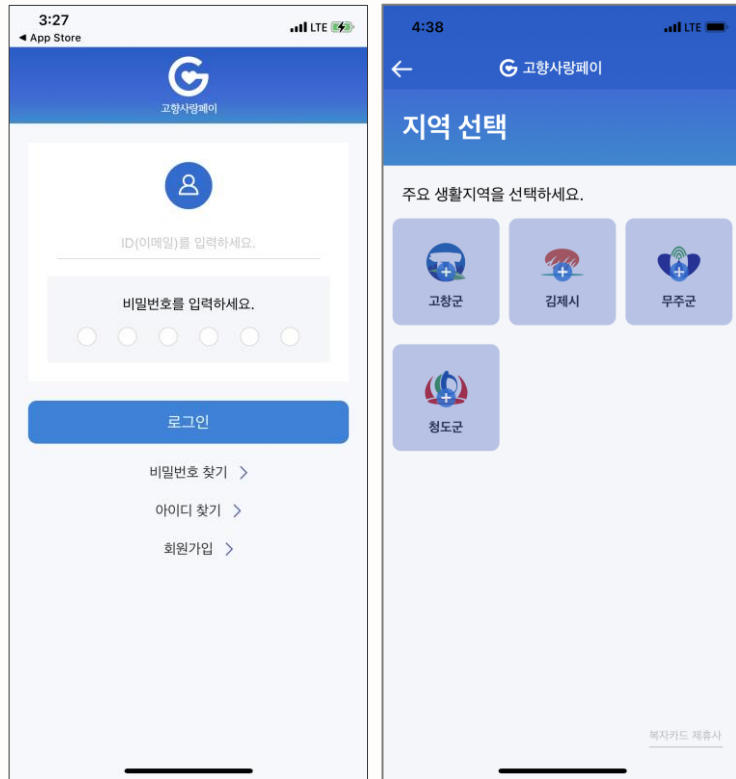 3:27
LTE
◀ App Store
고향사랑페이
ID(이메일)를 입력하세요.
비밀번호를 입력하세요.
로그인
비밀번호 찾기 >
아이디 찾기 >
회원가입 >
4:38
LTE
← G 고향사랑페이
지역 선택
주요 생활지역을 선택하세요.
고창군 김제시 무주군
청도군
복자카드 제휴사